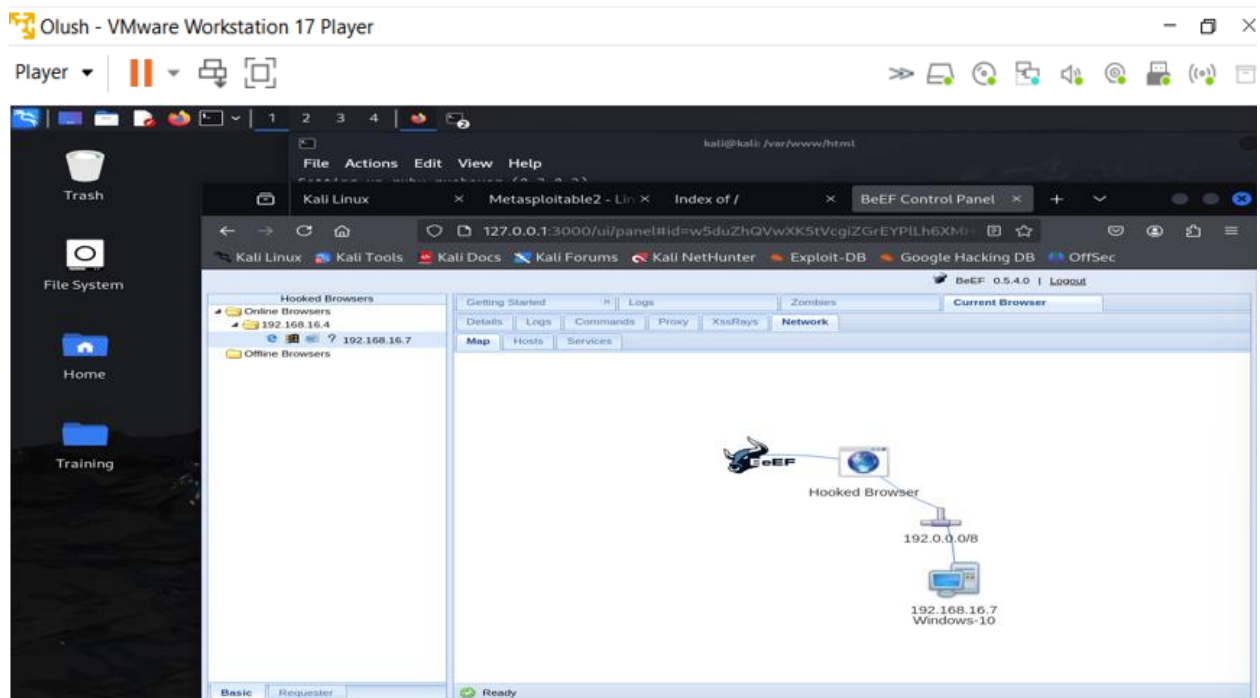 Olush - VMware Workstation 17 Player
Player
1 2 3 4
kali@kali: /var/www/html
File Actions Edit View Help
Trash
Kali Linux
Metasploitable2 - Lin
Index of /
BeEF Control Panel
127.0.0.1:3000/ui/panel#id=w5duZhQVwXK5tVcgiZGrEYPlLh6XM
Kali Linux Kali Tools Kali Docs Kali Forums Kali NetHunter Exploit-DB Google Hacking DB OffSec
File System
BeEF 0.5.4.0 | Logout
Hooked Browsers
Getting Started Logs Zombies Current Browser
Online Browsers
Details Logs Commands Proxy XssRays Network
192.168.16.4
? 192.168.16.7
Map Hosts Services
Offline Browsers
Home
BeEF
Training
Hooked Browser
192.0.0.0/8
192.168.16.7
Windows-10
Basic Requester
Ready